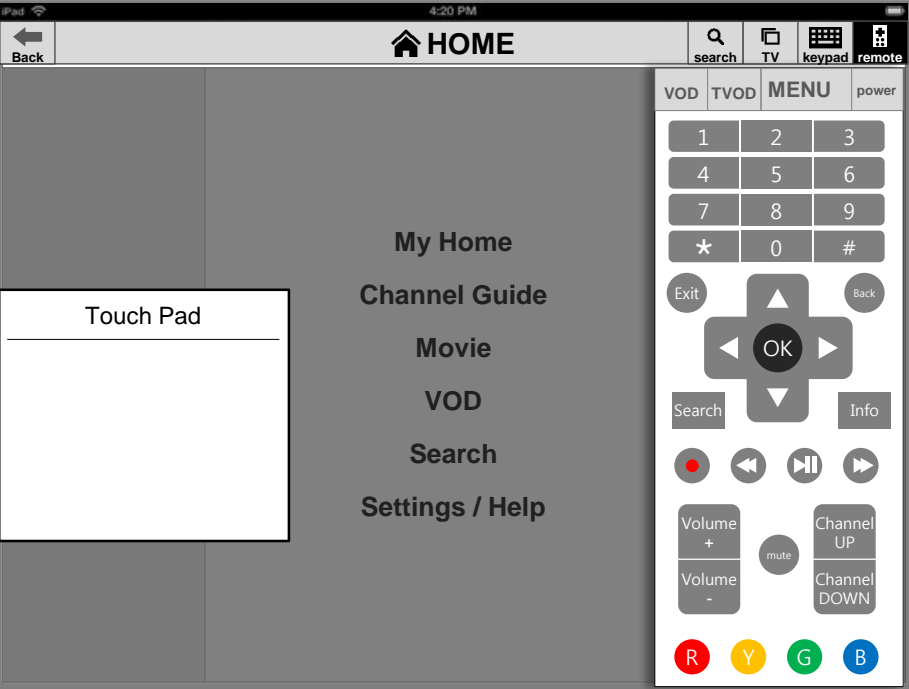 iPad
4:20 PM
Back
HOME
search
TV
keypad
remote
VOD
TVOD
MENU
power
1
2
3
4
5
6
7
8
9
*
0
#
My Home
Channel Guide
Movie
VOD
Search
Settings / Help
Touch Pad
Exit
Back
OK
Search
Info
Volume
+
Volume
-
mute
Channel
UP
Channel
DOWN
R
Y
G
B